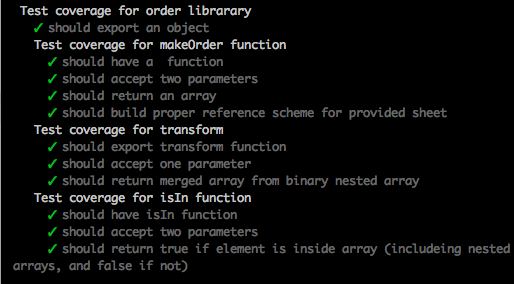 Test coverage for order librarary
✓ should export an object
Test coverage for makeOrder function
✓ should have a  function
✓ should accept two parameters
✓ should return an array
✓ should build proper reference scheme for provided sheet
Test coverage for transform
✓ should export transform function
✓ should accept one parameter
✓ should return merged array from binary nested array
Test coverage for isIn function
✓ should have isIn function
✓ should accept two parameters
✓ should return true if element is inside array (includeing nested
arrays, and false if not)